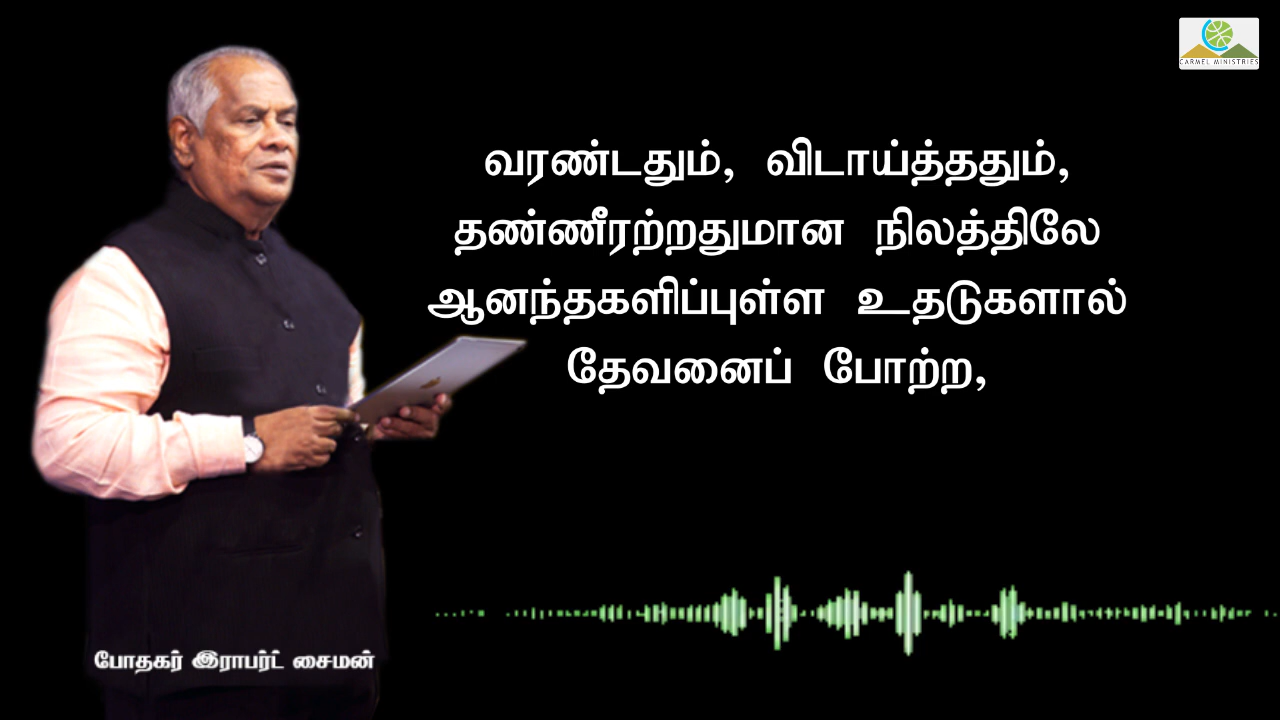 CARMEL MINISTRIES
வரண்டதும், விடாய்த்ததும்,
தண்ணீரற்றதுமான நிலத்திலே
ஆனந்தகளிப்புள்ள உதடுகளால்
தேவனைப் போற்ற,
போதகர் இராபர்ட் சைமன்